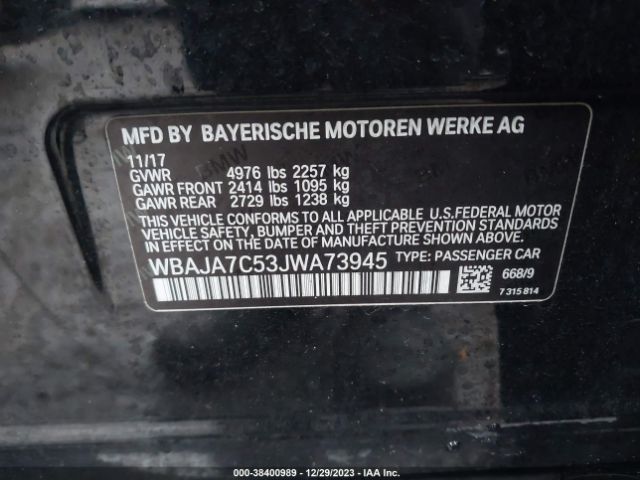 MFD BY BAYERISCHE MOTOREN WERKE AG
11/17
GVWR 4976 lbs 2257 kg
GAWR FRONT 2414 lbs 1095 kg
GAWR REAR 2729 lbs 1238 kg
THIS VEHICLE CONFORMS TO ALL APPLICABLE U.S.FEDERAL MOTOR
VEHICLE SAFETY, BUMPER AND THEFT PREVENTION STANDARDS
IN EFFECT ON THE DATE OF MANUFACTURE SHOWN ABOVE.
WBAJA7C53JWA73945 TYPE: PASSENGER CAR
668/9
7 315 814
000-38400989 - 12/29/2023 - IAA Inc.